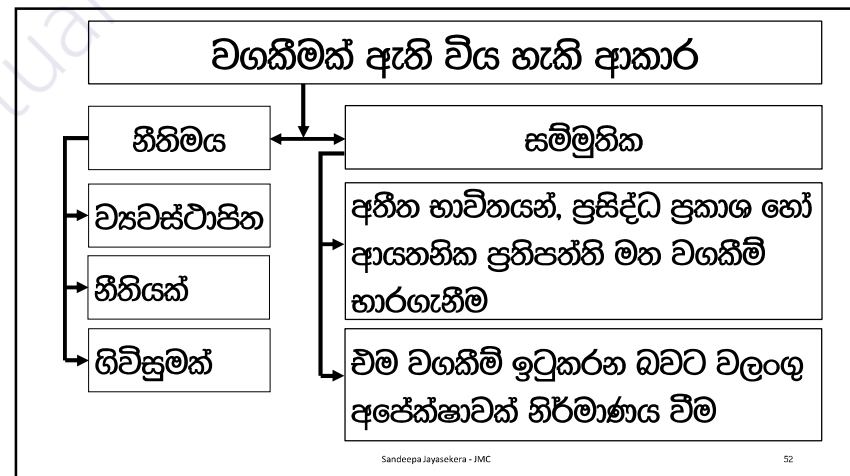 වගකීමක් ඇති විය හැකි ආකාර
නීතිමය
සම්මුතික
ව්‍යවස්ථාපිත
නීතියක්
ගිවිසුමක්
අතීත භාවිතයන්, ප්‍රසිද්ධ ප්‍රකාශ හෝ
ආයතනික ප්‍රතිපත්ති මත වගකීම්
භාරගැනීම
එම වගකීම් ඉටුකරන බවට වලංගු
අපේක්ෂාවක් නිර්මාණය වීම
Sandeepa Jayasekera - JMC
52